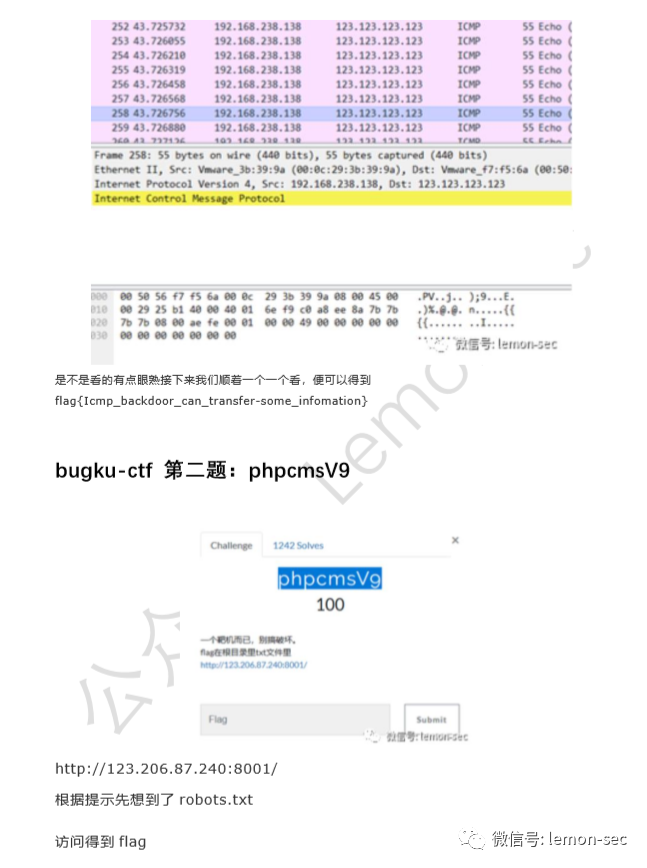 252 43.725732 192.168.238.138 123.123.123.123 ICMP 55 Echo (
253 43.726055 192.168.238.138 123.123.123.123 ICMP 55 Echo (
254 43.726210 192.168.238.138 123.123.123.123 ICMP 55 Echo (
255 43.726319 192.168.238.138 123.123.123.123 ICMP 55 Echo (
256 43.726458 192.168.238.138 123.123.123.123 ICMP 55 Echo (
257 43.726568 192.168.238.138 123.123.123.123 ICMP 55 Echo (
258 43.726756 192.168.238.138 123.123.123.123 ICMP 55 Echo (
259 43.726880 192.168.238.138 123.123.123.123 ICMP 55 Echo (
Frame 258: 55 bytes on wire (440 bits), 55 bytes captured (440 bits)
Ethernet II, Src: Vmware_3b:39:9a (00:0c:29:3b:39:9a), Dst: Vmware_f7:f5:6a (00:50:
Internet Protocol Version 4, Src: 192.168.238.138, Dst: 123.123.123.123
Internet Control Message Protocol
000 00 50 56 f7 f5 6a 00 0c 29 3b 39 9a 08 00 45 00 .PV..j.. );9...E.
010 00 29 25 b1 40 00 40 01 6e f9 c0 a8 ee 8a 7b 7b .)%.@.@. n.....{{
020 7b 7b 08 00 ae fe 00 01 00 00 49 00 00 00 00 00 {{...... ..I.....
030 00 00 00 00 00 00 00
微信号: lemon-sec
是不是看的有点眼熟接下来我们顺着一个一个看，便可以得到
flag{Icmp_backdoor_can_transfer-some_infomation}
bugku-ctf 第二题：phpcmsV9
Challenge 1242 Solves ×
phpcmsV9
100
一个靶机而已，别搞破坏。
flag在根目录里txt文件里
http://123.206.87.240:8001/
Flag Submit
微信号: lemon-sec
http://123.206.87.240:8001/
根据提示先想到了 robots.txt
访问得到 flag
微信号: lemon-sec
公众
Lemo